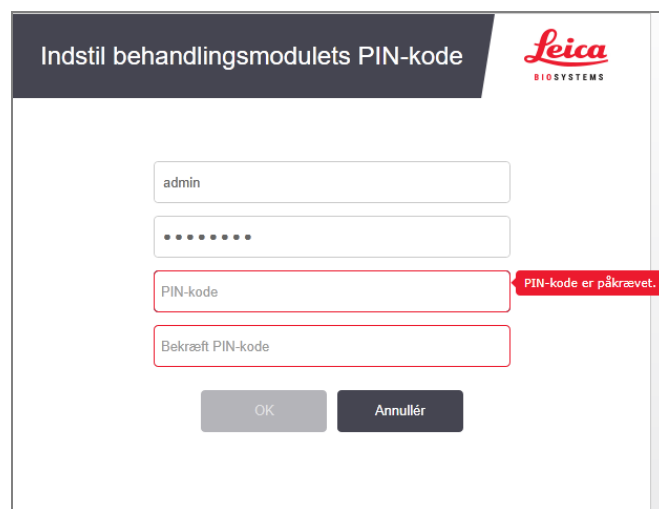 Indstil behandlingsmodulets PIN-kode
Leica
BIOSYSTEMS
admin
••••••••
PIN-kode
PIN-kode er påkrævet.
Bekræft PIN-kode
OK
Annullér